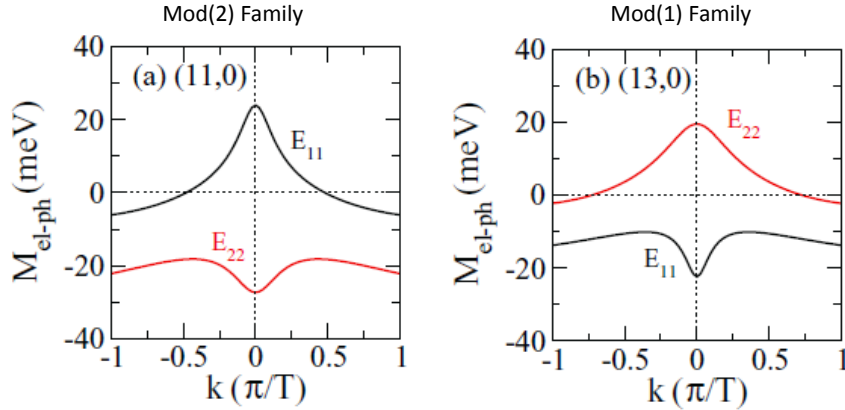 Mod(2) Family
Mod(1) Family
(a) (11,0)
E11
E22
40
20
0
-20
-40
-1
-0.5
0
0.5
1
M el-ph (meV)
k (π/T)
(b) (13,0)
E22
E11
40
20
0
-20
-40
-1
-0.5
0
0.5
1
M el-ph (meV)
k (π/T)